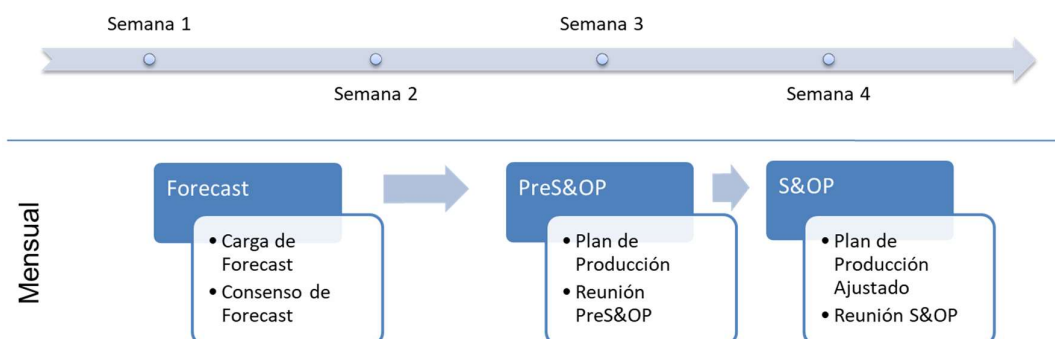 Semana 1
Semana 3
Semana 2
Semana 4
Mensual
Forecast
• Carga de
Forecast
• Consenso de
Forecast
PreS&OP
• Plan de
Producción
• Reunión
PreS&OP
S&OP
• Plan de
Producción
Ajustado
• Reunión S&OP